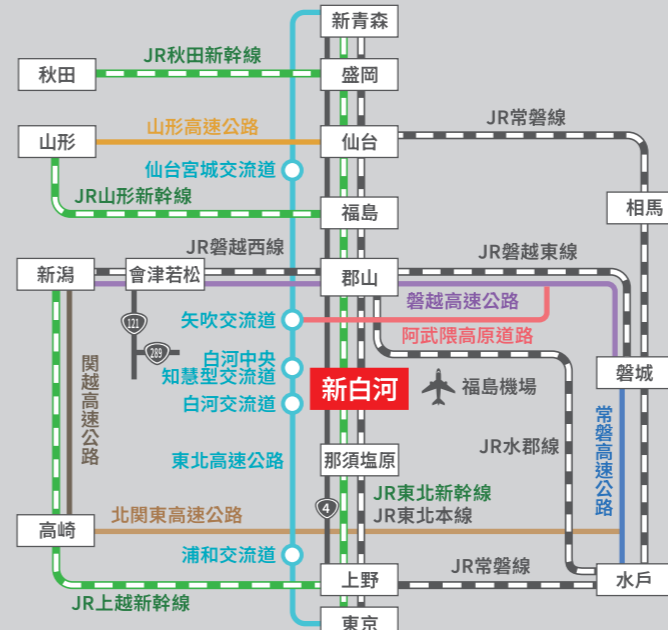 新青森
JR秋田新幹線
秋田
盛岡
山形高速公路
JR常磐線
山形
仙台
仙台宮城交流道
JR山形新幹線
相馬
福島
JR磐越西線
JR磐越東線
新潟
會津若松
郡山
磐越高速公路
矢吹交流道
121
阿武隈高原道路
289
白河中央
知慧型交流道
関越高速公路
新白河
福島機場
磐城
白河交流道
常磐高速公路
東北高速公路
那須塩原
JR水郡線
JR東北新幹線
4
JR東北本線
北関東高速公路
高崎
浦和交流道
JR常磐線
上野
水戶
JR上越新幹線
東京